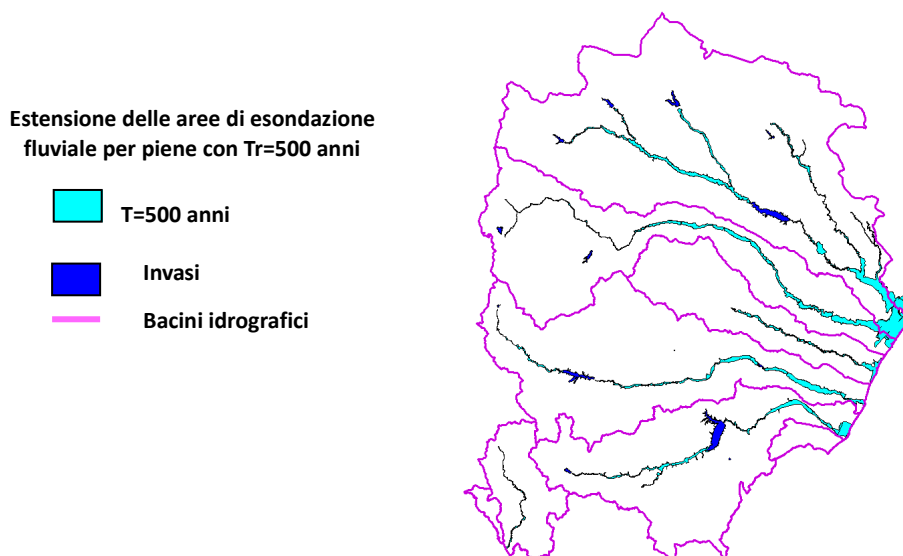 Estensione delle aree di esondazione
fluviale per piene con Tr=500 anni
T=500 anni
Invasi
Bacini idrografici